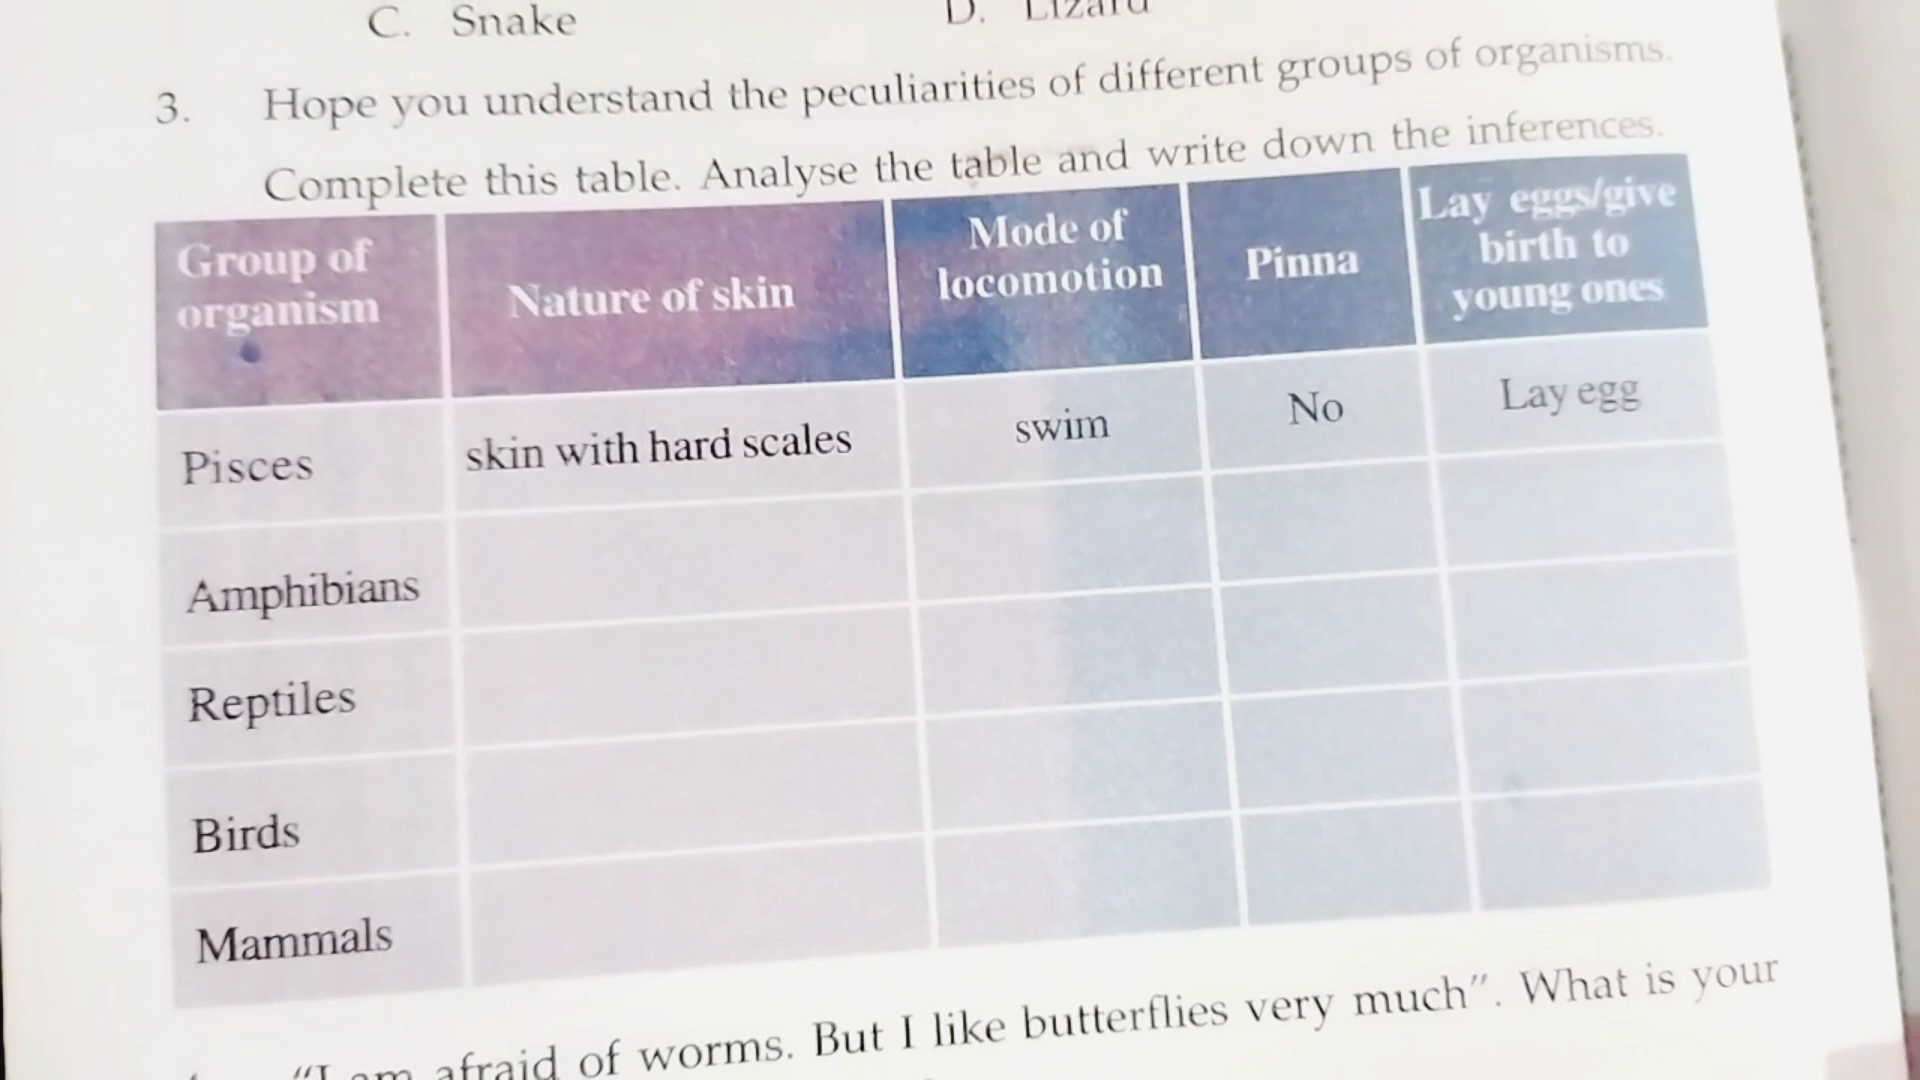 C. Snake D. Lizard
3. Hope you understand the peculiarities of different groups of organisms.
Complete this table. Analyse the table and write down the inferences.
Group of organism Nature of skin Mode of locomotion Pinna Lay eggs/give birth to young ones
Pisces skin with hard scales swim No Lay egg
Amphibians
Reptiles
Birds
Mammals
"I am afraid of worms. But I like butterflies very much". What is your